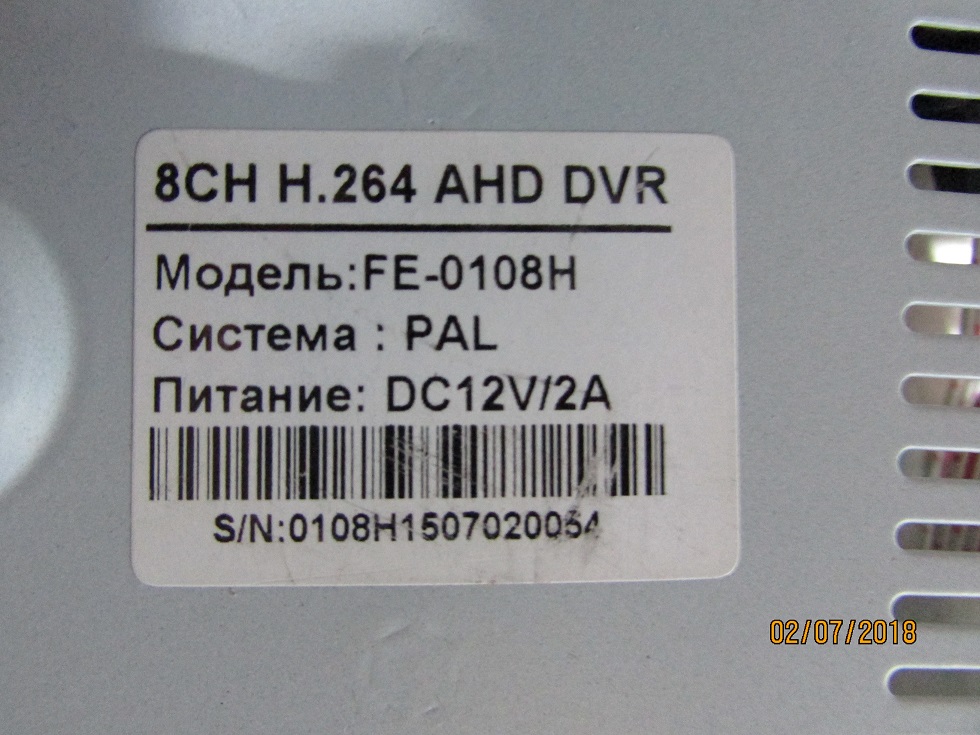 8CH H.264 AHD DVR
Модель:FE-0108H
Система : PAL
Питание: DC12V/2A
S/N:0108H1507020054
02/07/2018